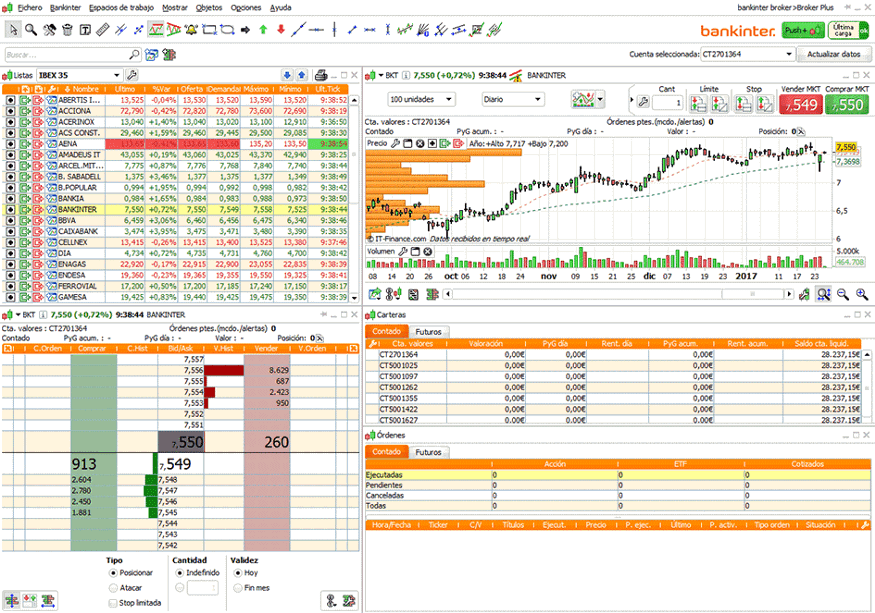 Fichero Bankinter Espacios de trabajo Mostrar Objetos Opciones Ayuda
bankinter broker>Broker Plus
bankinter. Push+ Última carga ok
Buscar...
Cuenta seleccionada: CT2701364 Actualizar datos
Listas IBEX 35
Nombre Último %Var Oferta Demanda Máximo Mínimo Ult.Tick
ABERTIS I... 13,525 -0,04% 13,530 13,520 13,590 13,520 9:38:52
ACCIONA 72,790 -0,42% 72,820 72,780 73,600 72,690 9:38:19
ACERINOX 13,040 +1,40% 13,040 13,020 13,100 12,910 9:36:50
ACS CONST. 29,460 +1,59% 29,460 29,445 29,500 29,085 9:38:30
AENA 135,20 133,50 9:38:54
AMADEUS IT 43,055 +0,19% 43,060 43,025 43,370 42,940 9:38:25
ARCEL.MIT... 7,775 +0,87% 7,776 7,768 7,840 7,740 9:38:44
B. SABADELL 1,375 +3,46% 1,377 1,377 1,381 1,349 9:38:49
B.POPULAR 0,994 +1,95% 0,994 0,992 0,998 0,982 9:38:42
BANKIA 0,984 +1,65% 0,984 0,983 0,988 0,973 9:38:50
BANKINTER 7,550 +0,72% 7,550 7,549 7,558 7,525 9:38:44
BBVA 6,459 +3,06% 6,460 6,456 6,475 6,340 9:38:46
CAIXABANK 3,474 +3,95% 3,475 3,471 3,480 3,390 9:38:35
CELLNEX 13,415 -0,26% 13,415 13,400 13,525 13,380 9:37:46
DIA 4,734 +0,72% 4,735 4,731 4,760 4,700 9:38:42
ENAGAS 22,920 -0,17% 22,915 22,900 23,055 22,915 9:38:36
ENDESA 19,360 -0,23% 19,365 19,355 19,550 19,325 9:38:41
FERROVIAL 17,200 +0,50% 17,200 17,185 17,245 17,150 9:38:39
GAMESA 19,425 +0,83% 19,440 19,425 19,475 19,350 9:38:39
BKT 7,550 (+0,72%) 9:38:44 BANKINTER
100 unidades Diario
Cant 1 Límite Stop Vender MKT 7,549 Comprar MKT 7,550
Cta. valores : CT2701364 Órdenes ptes.(mcdo./alertas) 0
Contado PyG acum. : - PyG día : - Valor : - Posición: 0
Precio Año: +Alto 7,717 +Bajo 7,200
7,550
7,3698
7
6,5
6
© IT-Finance.com Datos recibidos en tiempo real
Volumen 5.000k
464.708
08 14 20 26 oct 06 12 18 24 nov 09 15 21 dic 07 13 19 23 2017 11 17 23
BKT 7,550 (+0,72%) 9:38:44 BANKINTER
Cta. valores : CT2701364 Órdenes ptes.(mcdo./alertas) 0
Contado PyG acum. : - PyG día : - Valor : - Posición: 0
C.Orden Comprar C.Hist Bid/Ask V.Hist Vender V.Orden
7,557
7,556 8.629
7,555 687
7,554 2.423
7,553 950
7,552
7,551
7,550 260
913 7,549
2.604 7,548
2.780 7,547
2.450 7,546
1.881 7,545
7,544
7,543
7,542
Tipo Cantidad Validez
Posicionar Indefinido Hoy
Atacar Fin mes
Stop limitada
Carteras
Contado Futuros
Cta. valores Valoración PyG día Rent. día PyG acum. Rent. acum. Saldo cta. liquid.
CT2701364 0,00€ 0,00€ 0,00€ 28.237,15€
CT5001025 0,00€ 0,00€ 0,00€ 28.237,15€
CT5001097 0,00€ 0,00€ 0,00€ 28.237,15€
CT5001262 0,00€ 0,00€ 0,00€ 28.237,15€
CT5001355 0,00€ 0,00€ 0,00€ 28.237,15€
CT5001422 0,00€ 0,00€ 0,00€ 28.237,15€
CT5001627 0,00€ 0,00€ 0,00€ 28.237,15€
Órdenes
Contado Futuros
Acción ETF Cotizados
Ejecutadas 0 0 0
Pendientes 0 0 0
Canceladas 0 0 0
Todas 0 0 0
Hora/Fecha Ticker C/V Títulos Ejecut. Precio P. ejec. Último P. activ. Tipo orden Situación